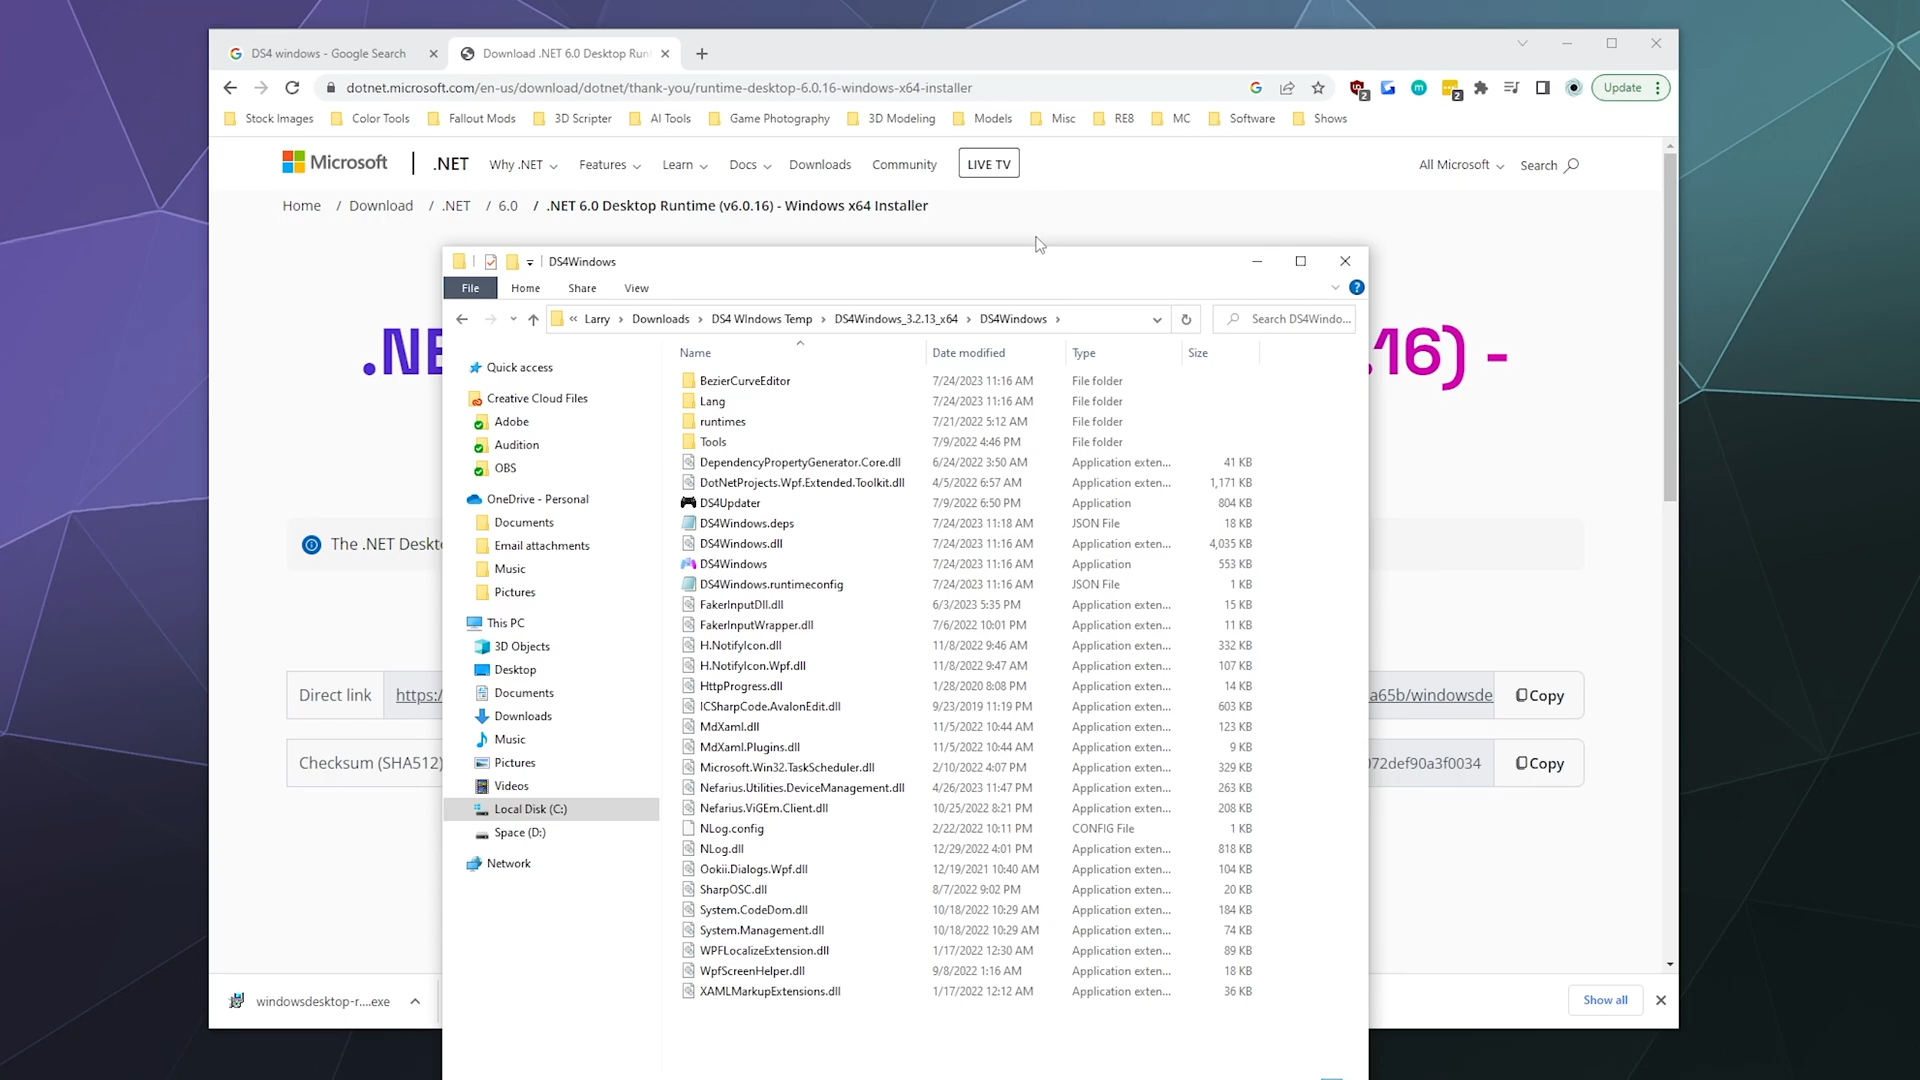 DS4 windows - Google Search
Download .NET 6.0 Desktop Run
dotnet.microsoft.com/en-us/download/dotnet/thank-you/runtime-desktop-6.0.16-windows-x64-installer
2
2
Update
Stock Images
Color Tools
Fallout Mods
3D Scripter
AI Tools
Game Photography
3D Modeling
Models
Misc
RE8
MC
Software
Shows
Microsoft
.NET
Why .NET
Features
Learn
Docs
Downloads
Community
LIVE TV
All Microsoft
Search
Home / Download / .NET / 6.0 / .NET 6.0 Desktop Runtime (v6.0.16) - Windows x64 Installer
.NE
.16) -
The .NET Deskt
Direct link
https:/
a65b/windowsde
Copy
Checksum (SHA512)
072def90a3f0034
Copy
windowsdesktop-r....exe
Show all
DS4Windows
File
Home
Share
View
« Larry › Downloads › DS4 WIndows Temp › DS4Windows_3.2.13_x64 › DS4Windows ›
Search DS4Windo...
Quick access
Creative Cloud Files
Adobe
Audition
OBS
OneDrive - Personal
Documents
Email attachments
Music
Pictures
This PC
3D Objects
Desktop
Documents
Downloads
Music
Pictures
Videos
Local Disk (C:)
Space (D:)
Network
Name Date modified Type Size
BezierCurveEditor 7/24/2023 11:16 AM File folder
Lang 7/24/2023 11:16 AM File folder
runtimes 7/21/2022 5:12 AM File folder
Tools 7/9/2022 4:46 PM File folder
DependencyPropertyGenerator.Core.dll 6/24/2022 3:50 AM Application exten... 41 KB
DotNetProjects.Wpf.Extended.Toolkit.dll 4/5/2022 6:57 AM Application exten... 1,171 KB
DS4Updater 7/9/2022 6:50 PM Application 804 KB
DS4Windows.deps 7/24/2023 11:18 AM JSON File 18 KB
DS4Windows.dll 7/24/2023 11:16 AM Application exten... 4,035 KB
DS4Windows 7/24/2023 11:16 AM Application 553 KB
DS4Windows.runtimeconfig 7/24/2023 11:16 AM JSON File 1 KB
FakerInputDll.dll 6/3/2023 5:35 PM Application exten... 15 KB
FakerInputWrapper.dll 7/6/2022 10:01 PM Application exten... 11 KB
H.NotifyIcon.dll 11/8/2022 9:46 AM Application exten... 332 KB
H.NotifyIcon.Wpf.dll 11/8/2022 9:47 AM Application exten... 107 KB
HttpProgress.dll 1/28/2020 8:08 PM Application exten... 14 KB
ICSharpCode.AvalonEdit.dll 9/23/2019 11:19 PM Application exten... 603 KB
MdXaml.dll 11/5/2022 10:44 AM Application exten... 123 KB
MdXaml.Plugins.dll 11/5/2022 10:44 AM Application exten... 9 KB
Microsoft.Win32.TaskScheduler.dll 2/10/2022 4:07 PM Application exten... 329 KB
Nefarius.Utilities.DeviceManagement.dll 4/26/2023 11:47 PM Application exten... 263 KB
Nefarius.ViGEm.Client.dll 10/25/2022 8:21 PM Application exten... 208 KB
NLog.config 2/22/2022 10:11 PM CONFIG File 1 KB
NLog.dll 12/29/2022 4:01 PM Application exten... 818 KB
Ookii.Dialogs.Wpf.dll 12/19/2021 10:40 AM Application exten... 104 KB
SharpOSC.dll 8/7/2022 9:02 PM Application exten... 20 KB
System.CodeDom.dll 10/18/2022 10:29 AM Application exten... 184 KB
System.Management.dll 10/18/2022 10:29 AM Application exten... 74 KB
WPFLocalizeExtension.dll 1/17/2022 12:30 AM Application exten... 89 KB
WpfScreenHelper.dll 9/8/2022 1:16 AM Application exten... 18 KB
XAMLMarkupExtensions.dll 1/17/2022 12:12 AM Application exten... 36 KB